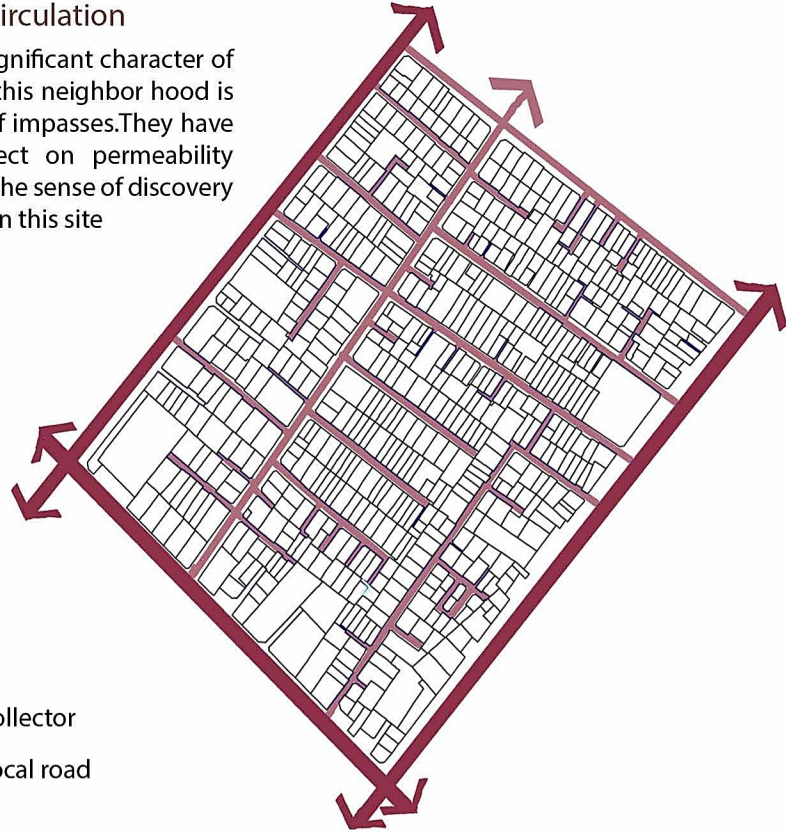 irculation
gnificant character of
this neighbor hood is
f impasses.They have
ect on permeability
he sense of discovery
n this site
ollector
ocal road